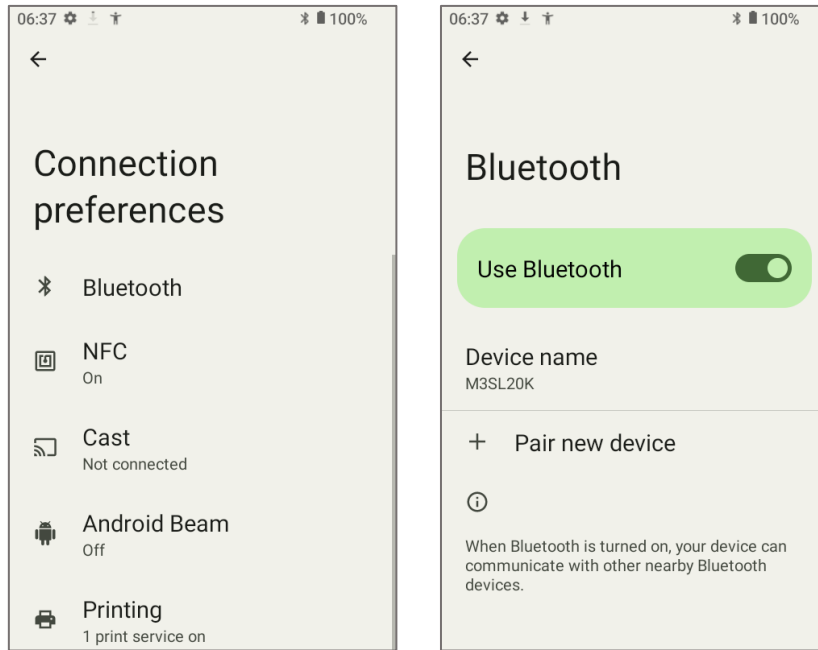 06:37 100%
Connection
preferences
Bluetooth
NFC
On
Cast
Not connected
Android Beam
Off
Printing
1 print service on
06:37 100%
Bluetooth
Use Bluetooth
Device name
M3SL20K
+ Pair new device
When Bluetooth is turned on, your device can
communicate with other nearby Bluetooth
devices.